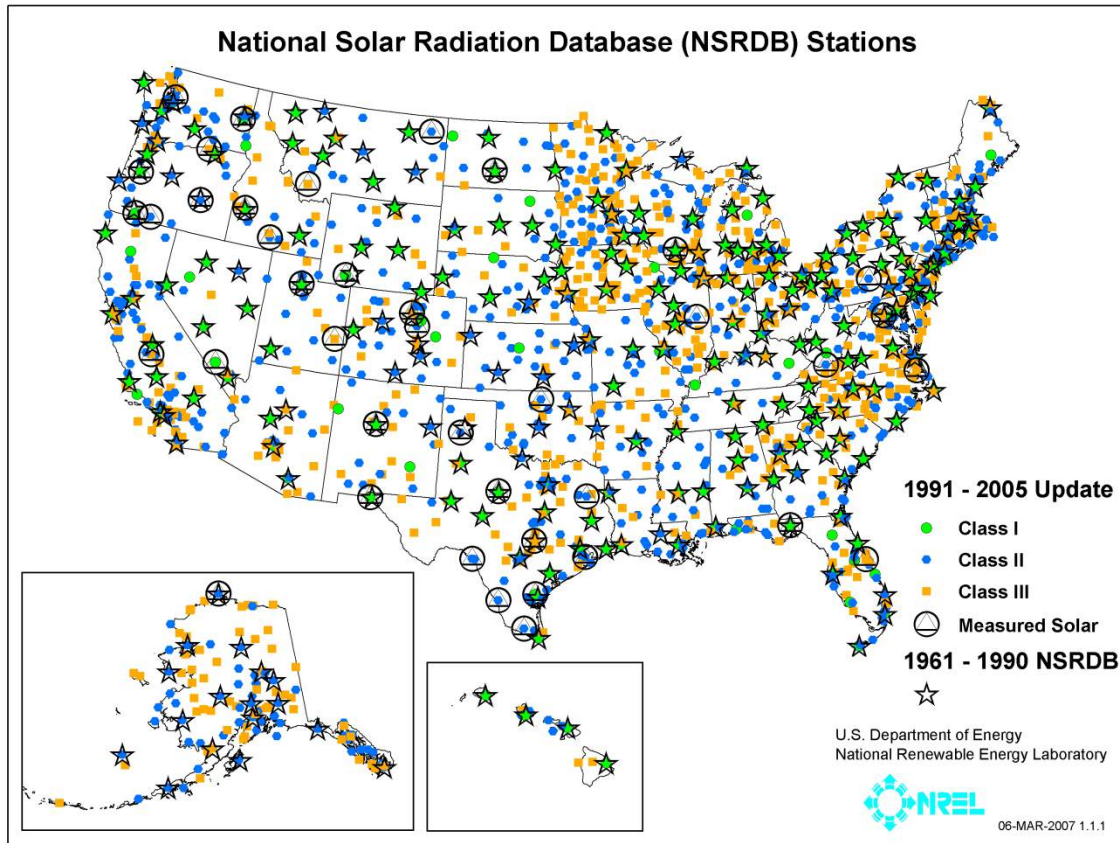 National Solar Radiation Database (NSRDB) Stations
1991 - 2005 Update
Class I
Class II
Class III
Measured Solar
1961 - 1990 NSRDB
U.S. Department of Energy
National Renewable Energy Laboratory
NREL
06-MAR-2007 1.1.1